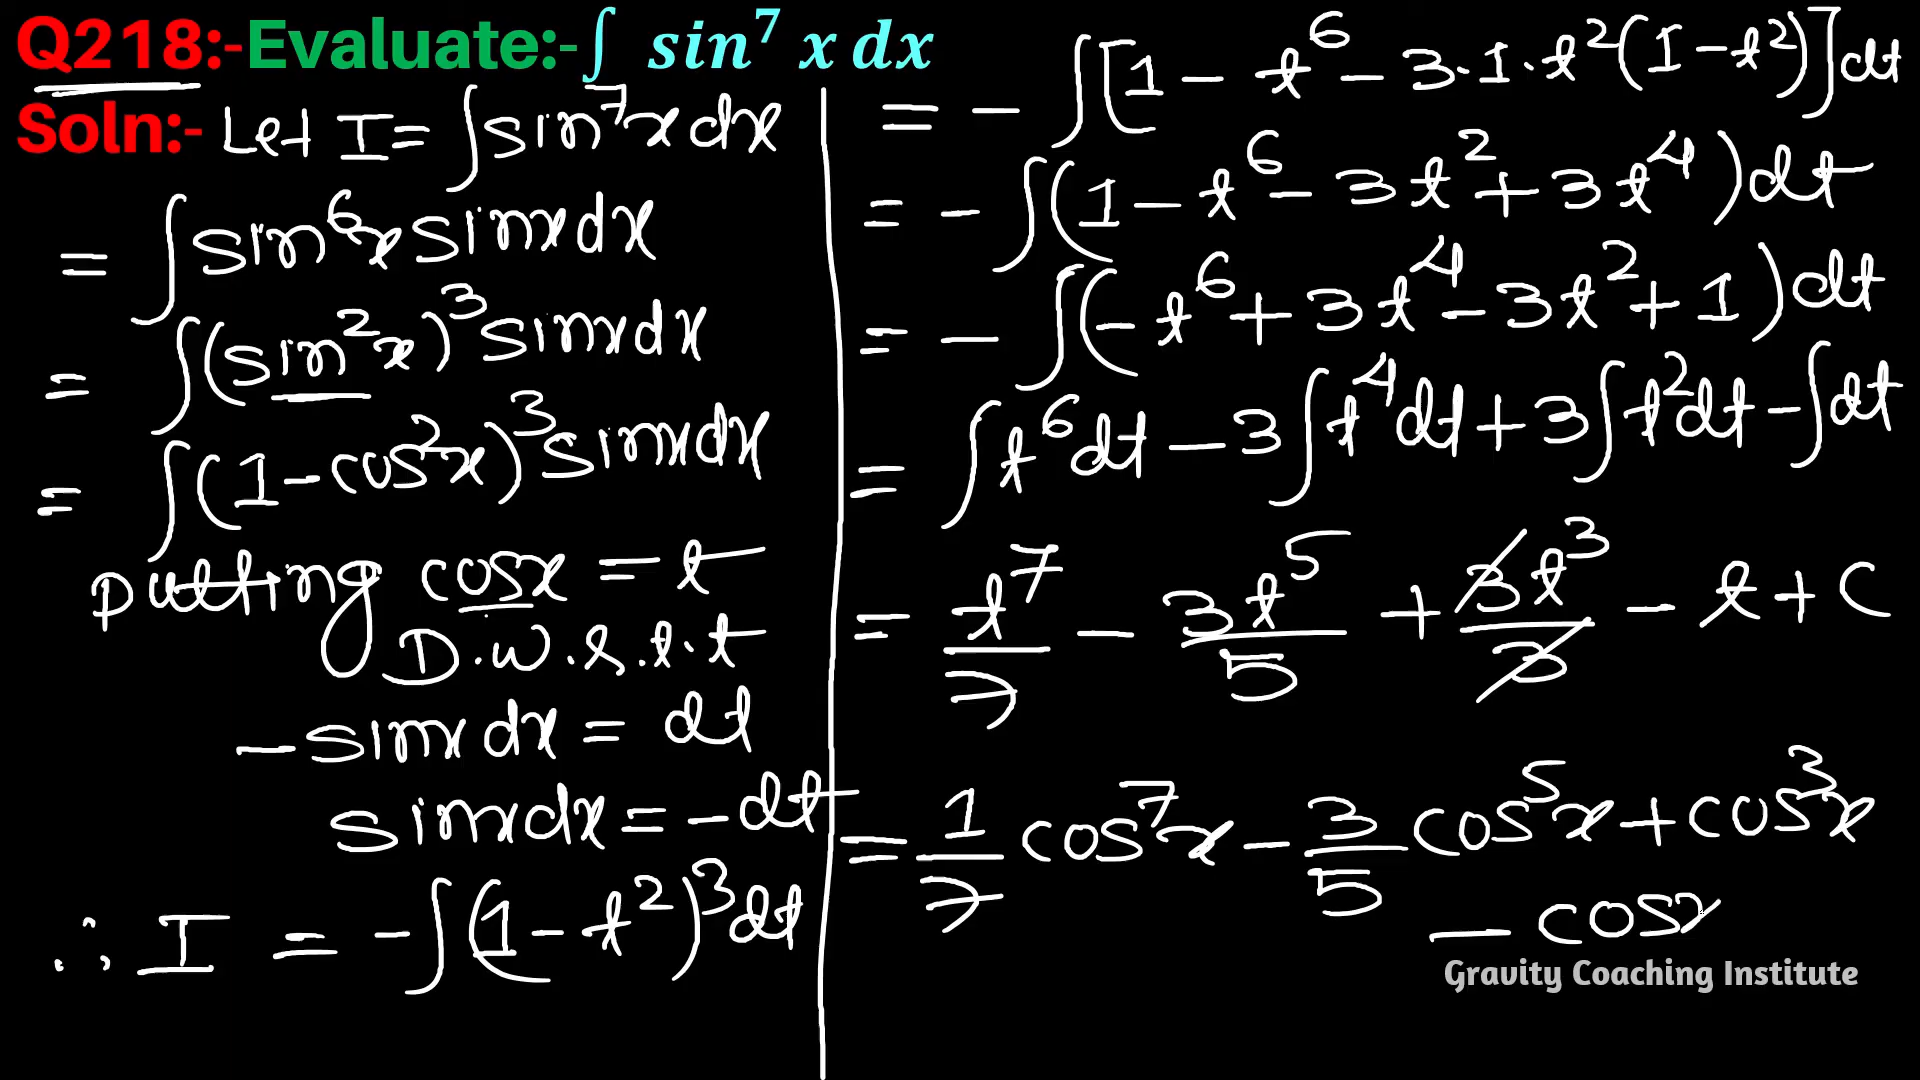 Q218:-Evaluate:-∫ sin⁷ x dx
Soln:- Let I = ∫sin⁷x dx
= ∫sin⁶x sinx dx
= ∫(sin²x)³ sinx dx
= ∫(1-cos²x)³ sinx dx
putting cosx = t
D.w.r.t.t
-sinx dx = dt
sinx dx = -dt
∴ I = -∫(1-t²)³dt
= -∫[1 - t⁶ - 3·1·t²(1-t²)]dt
= -∫(1 - t⁶ - 3t² + 3t⁴)dt
= -∫(-t⁶ + 3t⁴ - 3t² + 1)dt
= ∫t⁶dt - 3∫t⁴dt + 3∫t²dt - ∫dt
= t⁷/7 - 3t⁵/5 + 3t³/3 - t + C
= 1/7 cos⁷x - 3/5 cos⁵x + cos³x
- cosx
Gravity Coaching Institute